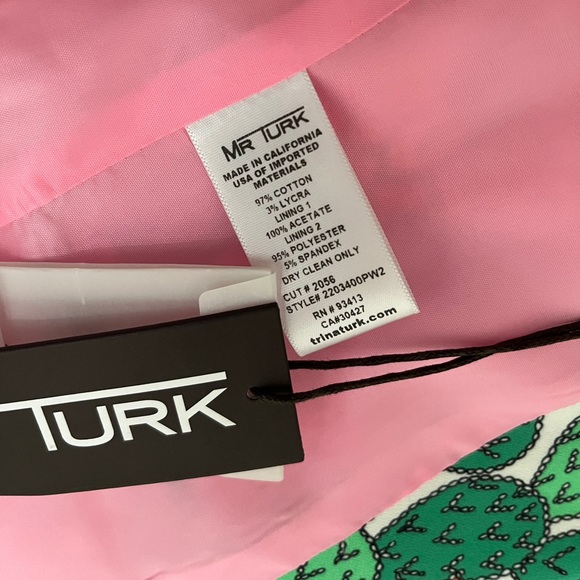 MR TURK
MADE IN CALIFORNIA
USA OF IMPORTED
MATERIALS
97% COTTON
3% LYCRA
LINING 1
100% ACETATE
LINING 2
95% POLYESTER
5% SPANDEX
DRY CLEAN ONLY
CUT # 2056
STYLE# 2203400PW2
RN # 93413
CA#30427
trinaturk.com
TURK